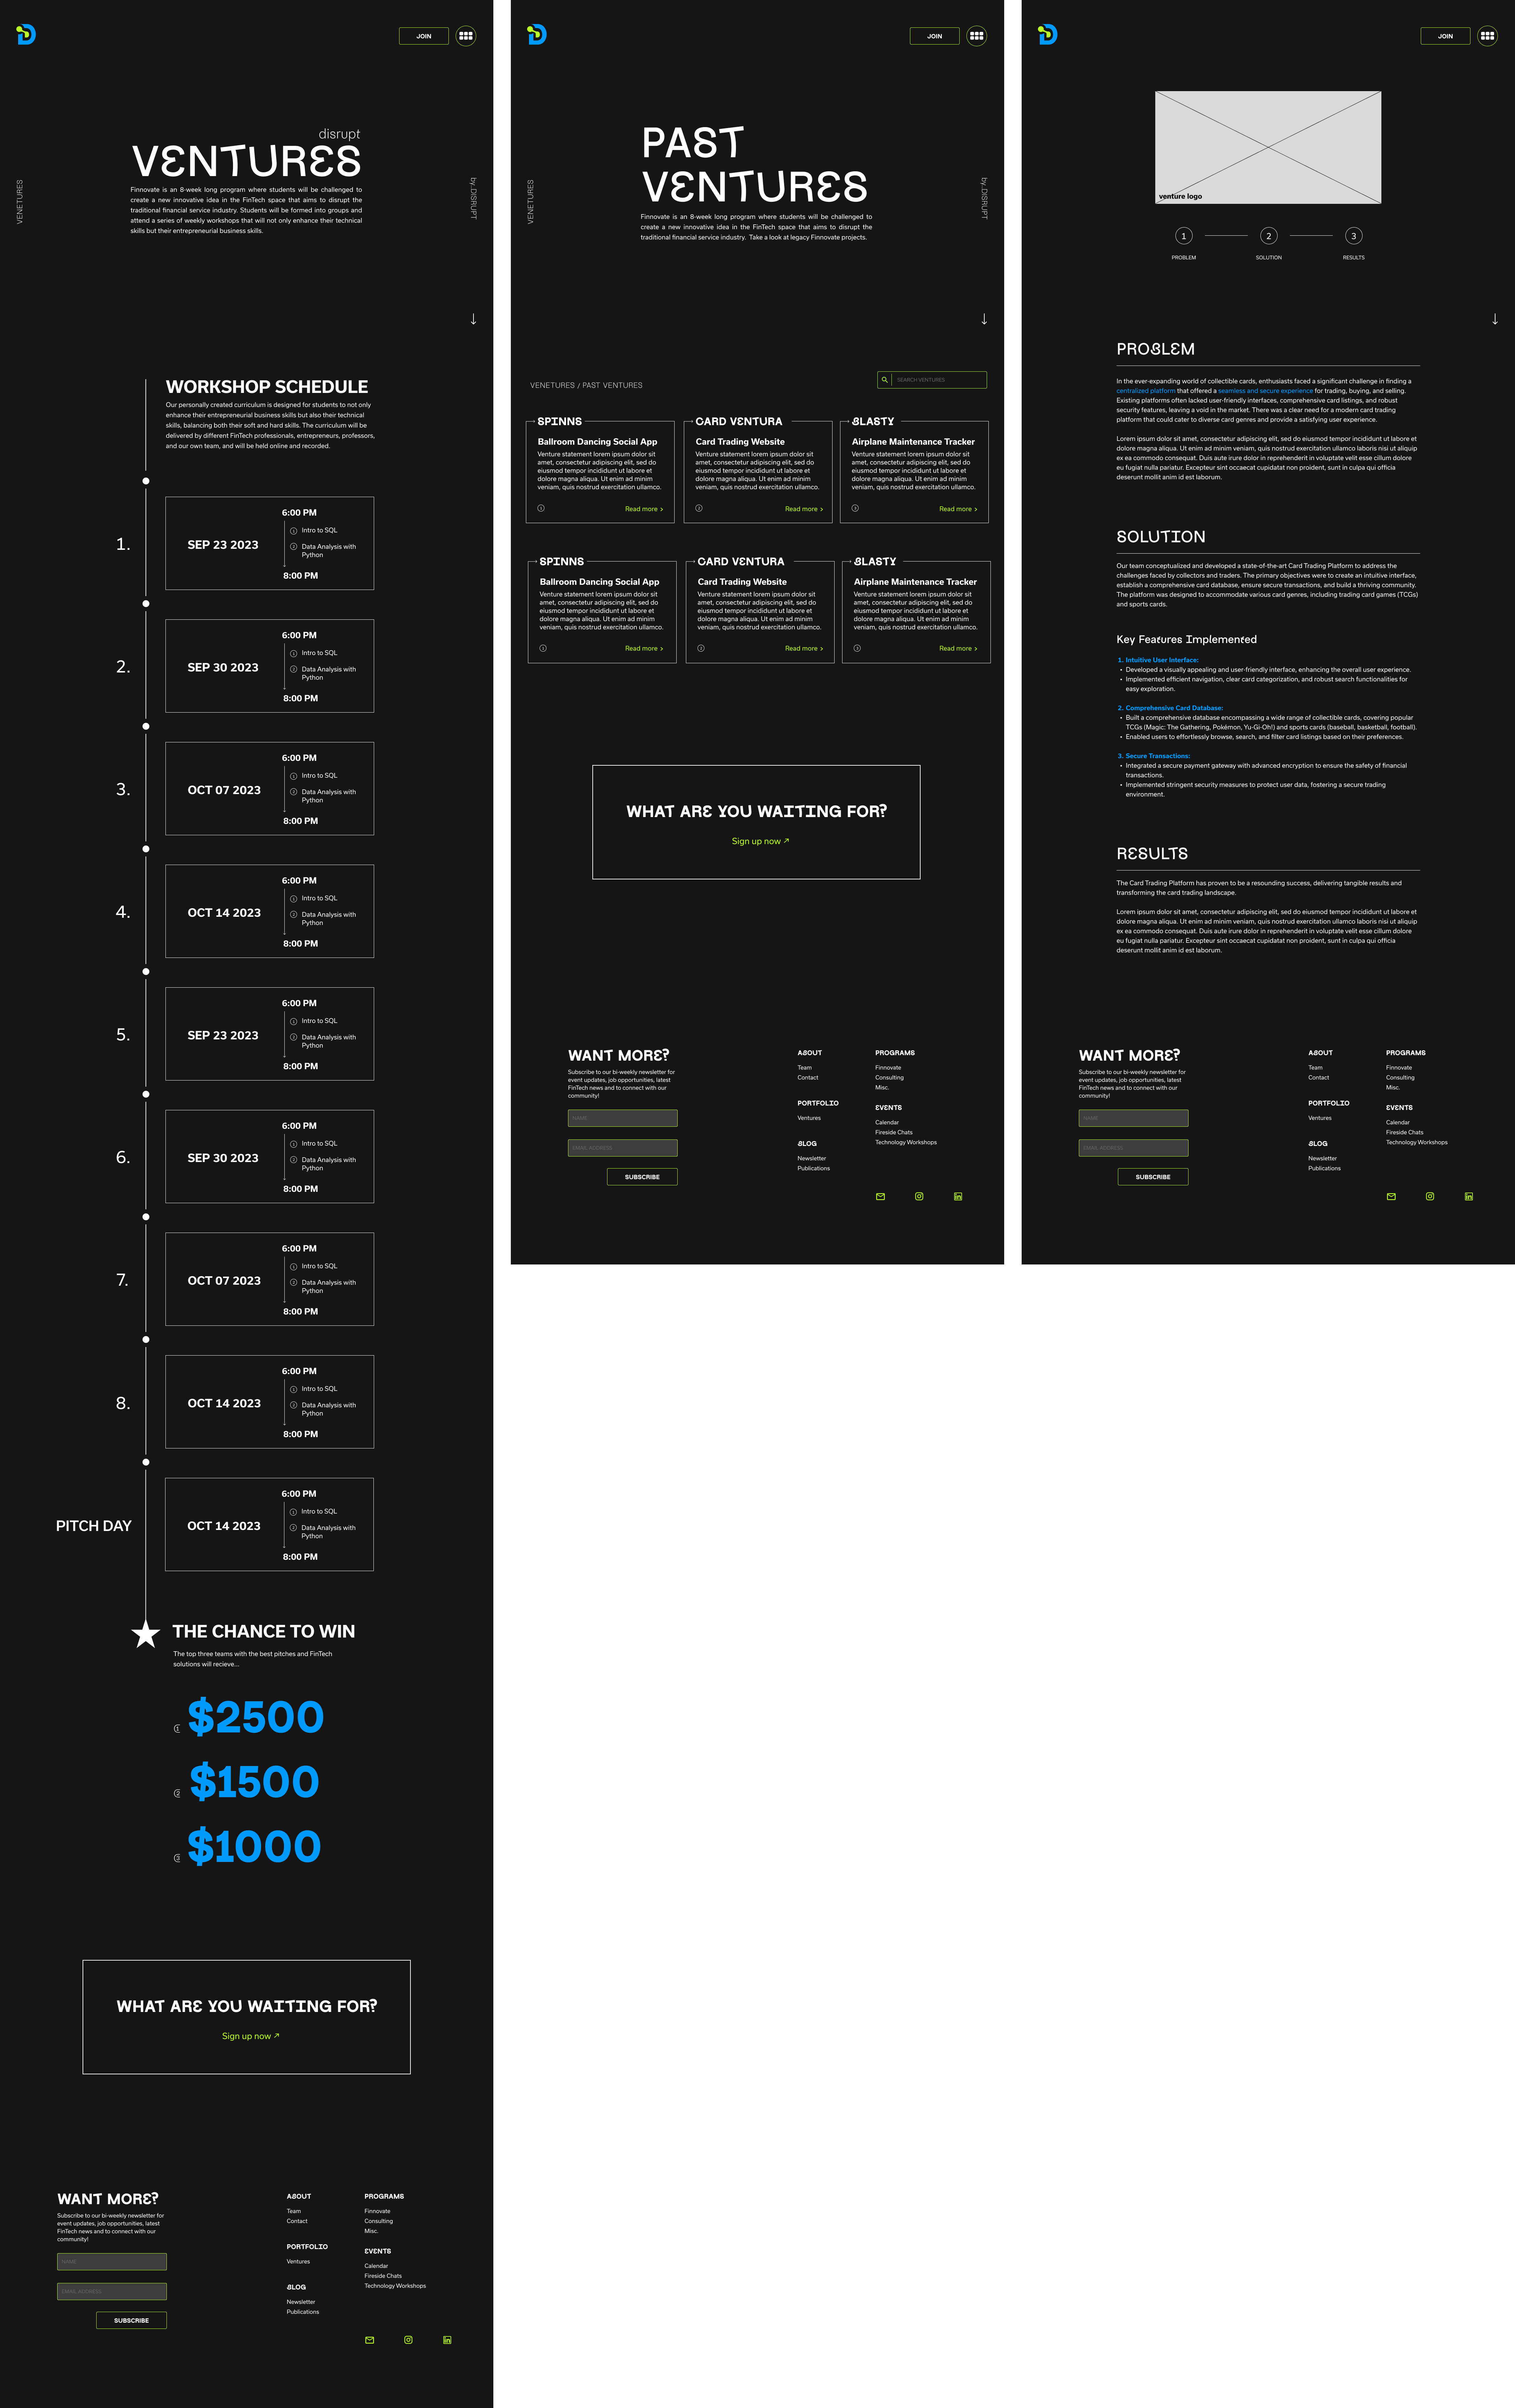 JOIN
disrupt
VENTURES
VENETURES
by.DISRUPT
Finnovate is an 8-week long program where students will be challenged to
create a new innovative idea in the FinTech space that aims to disrupt the
traditional financial service industry. Students will be formed into groups and
attend a series of weekly workshops that will not only enhance their technical
skills but their entrepreneurial business skills.
WORKSHOP SCHEDULE
Our personally created curriculum is designed for students to not only
enhance their entrepreneurial business skills but also their technical
skills, balancing both their soft and hard skills. The curriculum will be
delivered by different FinTech professionals, entrepreneurs, professors,
and our own team, and will be held online and recorded.
1.
SEP 23 2023
6:00 PM
1 Intro to SQL
2 Data Analysis with
Python
8:00 PM
2.
SEP 30 2023
6:00 PM
1 Intro to SQL
2 Data Analysis with
Python
8:00 PM
3.
OCT 07 2023
6:00 PM
1 Intro to SQL
2 Data Analysis with
Python
8:00 PM
4.
OCT 14 2023
6:00 PM
1 Intro to SQL
2 Data Analysis with
Python
8:00 PM
5.
SEP 23 2023
6:00 PM
1 Intro to SQL
2 Data Analysis with
Python
8:00 PM
6.
SEP 30 2023
6:00 PM
1 Intro to SQL
2 Data Analysis with
Python
8:00 PM
7.
OCT 07 2023
6:00 PM
1 Intro to SQL
2 Data Analysis with
Python
8:00 PM
8.
OCT 14 2023
6:00 PM
1 Intro to SQL
2 Data Analysis with
Python
8:00 PM
PITCH DAY
OCT 14 2023
6:00 PM
1 Intro to SQL
2 Data Analysis with
Python
8:00 PM
THE CHANCE TO WIN
The top three teams with the best pitches and FinTech
solutions will recieve...
1 $2500
2 $1500
3 $1000
WHAT ARE YOU WAITING FOR?
Sign up now
WANT MORE?
Subscribe to our bi-weekly newsletter for
event updates, job opportunities, latest
FinTech news and to connect with our
community!
NAME
EMAIL ADDRESS
SUBSCRIBE
ABOUT
Team
Contact
PORTFOLIO
Ventures
BLOG
Newsletter
Publications
PROGRAMS
Finnovate
Consulting
Misc.
EVENTS
Calendar
Fireside Chats
Technology Workshops
JOIN
PAST
VENTURES
VENETURES
by.DISRUPT
Finnovate is an 8-week long program where students will be challenged to
create a new innovative idea in the FinTech space that aims to disrupt the
traditional financial service industry. Take a look at legacy Finnovate projects.
VENETURES / PAST VENTURES
SEARCH VENTURES
SPINNS
Ballroom Dancing Social App
Venture statement lorem ipsum dolor sit
amet, consectetur adipiscing elit, sed do
eiusmod tempor incididunt ut labore et
dolore magna aliqua. Ut enim ad minim
veniam, quis nostrud exercitation ullamco.
1
Read more >
CARD VENTURA
Card Trading Website
Venture statement lorem ipsum dolor sit
amet, consectetur adipiscing elit, sed do
eiusmod tempor incididunt ut labore et
dolore magna aliqua. Ut enim ad minim
veniam, quis nostrud exercitation ullamco.
2
Read more >
BLASTY
Airplane Maintenance Tracker
Venture statement lorem ipsum dolor sit
amet, consectetur adipiscing elit, sed do
eiusmod tempor incididunt ut labore et
dolore magna aliqua. Ut enim ad minim
veniam, quis nostrud exercitation ullamco.
3
Read more >
SPINNS
Ballroom Dancing Social App
Venture statement lorem ipsum dolor sit
amet, consectetur adipiscing elit, sed do
eiusmod tempor incididunt ut labore et
dolore magna aliqua. Ut enim ad minim
veniam, quis nostrud exercitation ullamco.
1
Read more >
CARD VENTURA
Card Trading Website
Venture statement lorem ipsum dolor sit
amet, consectetur adipiscing elit, sed do
eiusmod tempor incididunt ut labore et
dolore magna aliqua. Ut enim ad minim
veniam, quis nostrud exercitation ullamco.
2
Read more >
BLASTY
Airplane Maintenance Tracker
Venture statement lorem ipsum dolor sit
amet, consectetur adipiscing elit, sed do
eiusmod tempor incididunt ut labore et
dolore magna aliqua. Ut enim ad minim
veniam, quis nostrud exercitation ullamco.
3
Read more >
WHAT ARE YOU WAITING FOR?
Sign up now
WANT MORE?
Subscribe to our bi-weekly newsletter for
event updates, job opportunities, latest
FinTech news and to connect with our
community!
NAME
EMAIL ADDRESS
SUBSCRIBE
ABOUT
Team
Contact
PORTFOLIO
Ventures
BLOG
Newsletter
Publications
PROGRAMS
Finnovate
Consulting
Misc.
EVENTS
Calendar
Fireside Chats
Technology Workshops
JOIN
venture logo
1 2 3
PROBLEM SOLUTION RESULTS
PROBLEM
In the ever-expanding world of collectible cards, enthusiasts faced a significant challenge in finding a
centralized platform that offered a seamless and secure experience for trading, buying, and selling.
Existing platforms often lacked user-friendly interfaces, comprehensive card listings, and robust
security features, leaving a void in the market. There was a clear need for a modern card trading
platform that could cater to diverse card genres and provide a satisfying user experience.
Lorem ipsum dolor sit amet, consectetur adipiscing elit, sed do eiusmod tempor incididunt ut labore et
dolore magna aliqua. Ut enim ad minim veniam, quis nostrud exercitation ullamco laboris nisi ut aliquip
ex ea commodo consequat. Duis aute irure dolor in reprehenderit in voluptate velit esse cillum dolore
eu fugiat nulla pariatur. Excepteur sint occaecat cupidatat non proident, sunt in culpa qui officia
deserunt mollit anim id est laborum.
SOLUTION
Our team conceptualized and developed a state-of-the-art Card Trading Platform to address the
challenges faced by collectors and traders. The primary objectives were to create an intuitive interface,
establish a comprehensive card database, ensure secure transactions, and build a thriving community.
The platform was designed to accommodate various card genres, including trading card games (TCGs)
and sports cards.
Key Features Implemented
1. Intuitive User Interface:
• Developed a visually appealing and user-friendly interface, enhancing the overall user experience.
• Implemented efficient navigation, clear card categorization, and robust search functionalities for
easy exploration.
2. Comprehensive Card Database:
• Built a comprehensive database encompassing a wide range of collectible cards, covering popular
TCGs (Magic: The Gathering, Pokémon, Yu-Gi-Oh!) and sports cards (baseball, basketball, football).
• Enabled users to effortlessly browse, search, and filter card listings based on their preferences.
3. Secure Transactions:
• Integrated a secure payment gateway with advanced encryption to ensure the safety of financial
transactions.
• Implemented stringent security measures to protect user data, fostering a secure trading
environment.
RESULTS
The Card Trading Platform has proven to be a resounding success, delivering tangible results and
transforming the card trading landscape.
Lorem ipsum dolor sit amet, consectetur adipiscing elit, sed do eiusmod tempor incididunt ut labore et
dolore magna aliqua. Ut enim ad minim veniam, quis nostrud exercitation ullamco laboris nisi ut aliquip
ex ea commodo consequat. Duis aute irure dolor in reprehenderit in voluptate velit esse cillum dolore
eu fugiat nulla pariatur. Excepteur sint occaecat cupidatat non proident, sunt in culpa qui officia
deserunt mollit anim id est laborum.
WANT MORE?
Subscribe to our bi-weekly newsletter for
event updates, job opportunities, latest
FinTech news and to connect with our
community!
NAME
EMAIL ADDRESS
SUBSCRIBE
ABOUT
Team
Contact
PORTFOLIO
Ventures
BLOG
Newsletter
Publications
PROGRAMS
Finnovate
Consulting
Misc.
EVENTS
Calendar
Fireside Chats
Technology Workshops